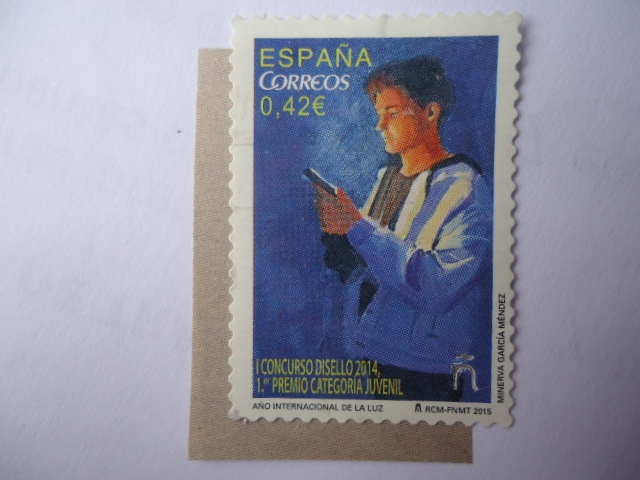 ESPAÑA
CORREOS
0,42€
I CONCURSO DISELLO 2014,
1.er PREMIO CATEGORÍA JUVENIL
Ñ
AÑO INTERNACIONAL DE LA LUZ
RCM-FNMT 2015
MINERVA GARCÍA MÉNDEZ